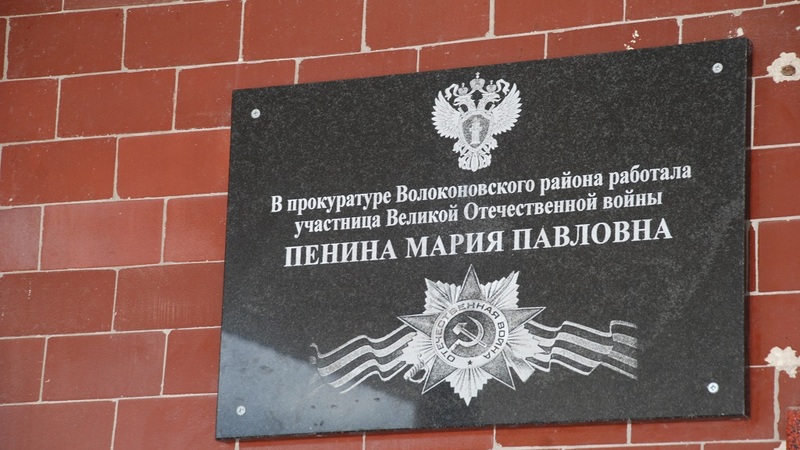 В прокуратуре Волоконовского района работала
участница Великой Отечественной войны
ПЕНИНА МАРИЯ ПАВЛОВНА
ОТЕЧЕСТВЕННАЯ ВОЙНА